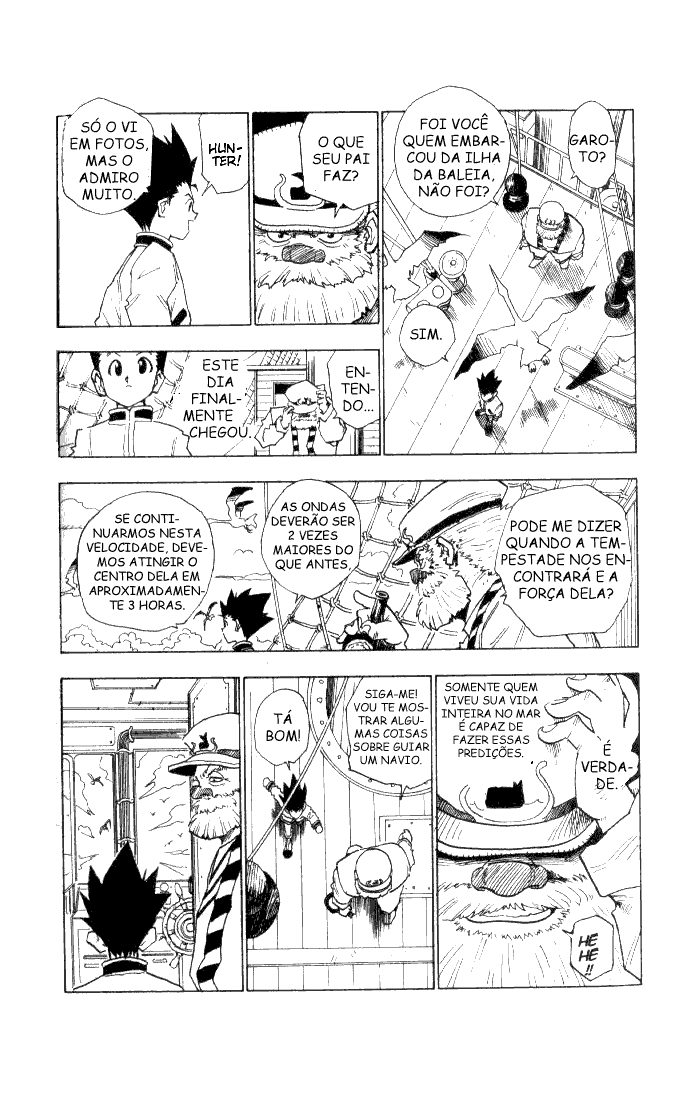 GARO-
TO?
FOI VOCÊ
QUEM EMBAR-
COU DA ILHA
DA BALEIA,
NÃO FOI?
SIM.
O QUE
SEU PAI
FAZ?
HUN-
TER!
SÓ O VI
EM FOTOS,
MAS O
ADMIRO
MUITO.
EN-
TEN-
DO...
ESTE
DIA
FINAL-
MENTE
CHEGOU.
PODE ME DIZER
QUANDO A TEM-
PESTADE NOS EN-
CONTRARÁ E A
FORÇA DELA?
AS ONDAS
DEVERÃO SER
2 VEZES
MAIORES DO
QUE ANTES.
SE CONTI-
NUARMOS NESTA
VELOCIDADE, DEVE-
MOS ATINGIR O
CENTRO DELA EM
APROXIMADAMEN-
TE 3 HORAS.
É
VERDA-
DE.
SOMENTE QUEM
VIVEU SUA VIDA
INTEIRA NO MAR
É CAPAZ DE
FAZER ESSAS
PREDIÇÕES.
HE
HE
!!
SIGA-ME!
VOU TE MOS-
TRAR ALGU-
MAS COISAS
SOBRE GUIAR
UM NAVIO.
TÁ
BOM!